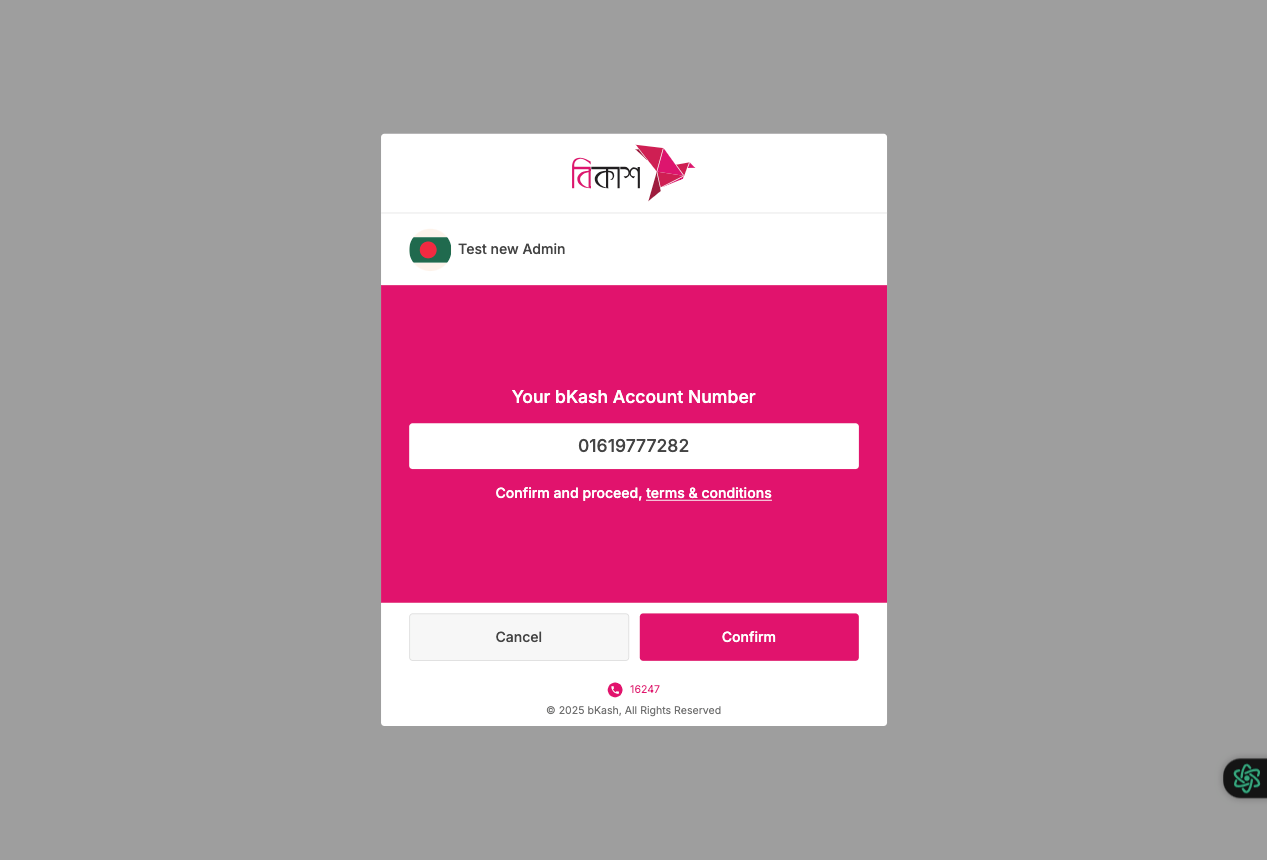 বিকাশ
Test new Admin
Your bKash Account Number
01619777282
Confirm and proceed, terms & conditions
Cancel
Confirm
16247
© 2025 bKash, All Rights Reserved